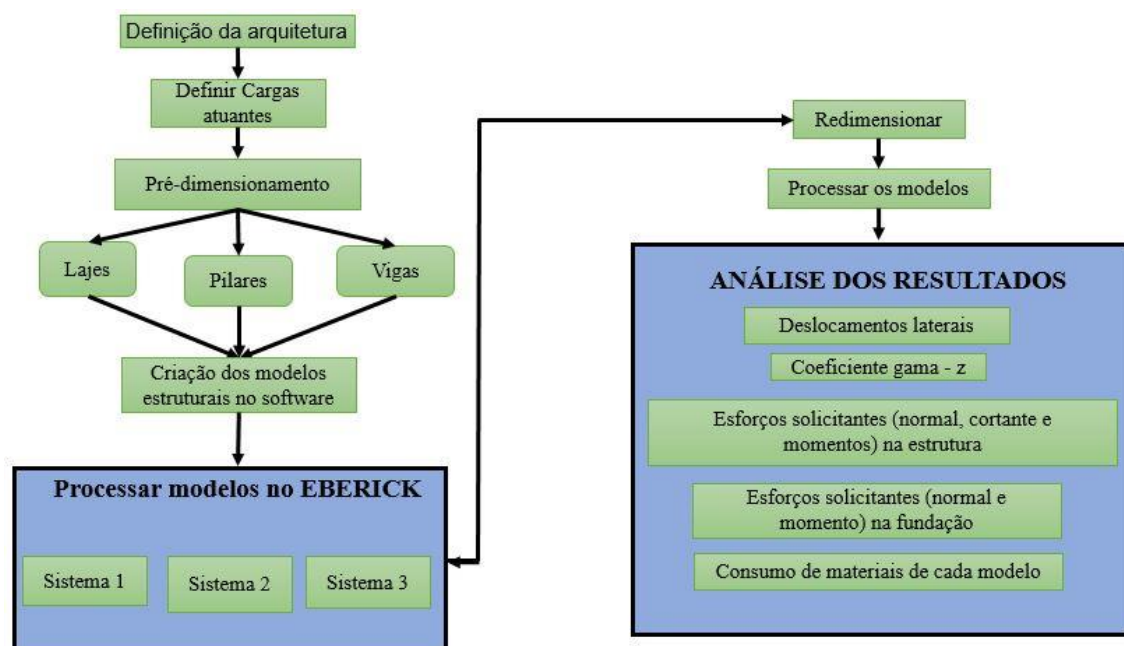 Definição da arquitetura
Definir Cargas
atuantes
Pré-dimensionamento
Lajes
Pilares
Vigas
Criação dos modelos
estruturais no software
Processar modelos no EBERICK
Sistema 1
Sistema 2
Sistema 3
Redimensionar
Processar os modelos
ANÁLISE DOS RESULTADOS
Deslocamentos laterais
Coeficiente gama - z
Esforços solicitantes (normal, cortante e
momentos) na estrutura
Esforços solicitantes (normal e
momento) na fundação
Consumo de materiais de cada modelo